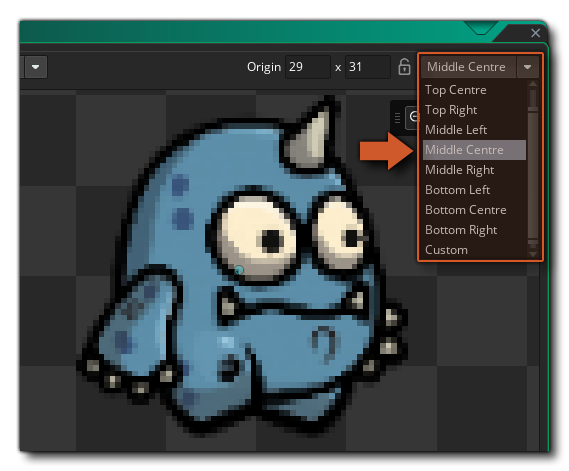 Origin 29 x 31 Middle Centre
Top Centre
Top Right
Middle Left
Middle Centre
Middle Right
Bottom Left
Bottom Centre
Bottom Right
Custom